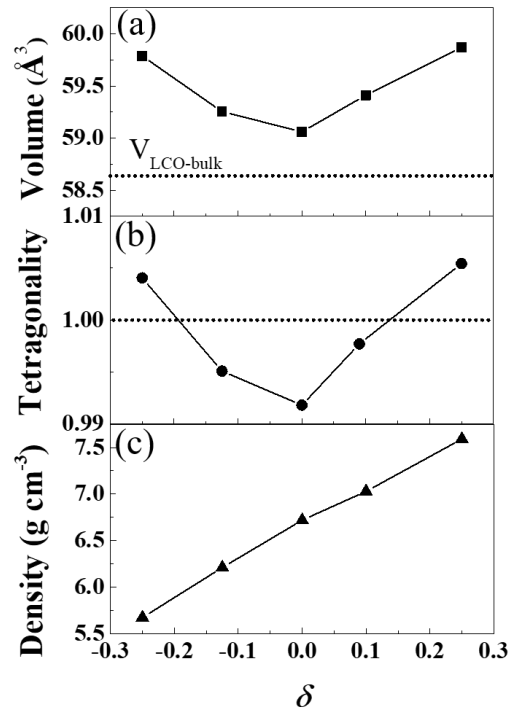 (a)
Volume (Å³)
60.0
59.5
59.0
58.5
V_LCO-bulk
(b)
Tetragonality
1.01
1.00
0.99
(c)
Density (g cm⁻³)
7.5
7.0
6.5
6.0
5.5
-0.3 -0.2 -0.1 0.0 0.1 0.2 0.3
δ